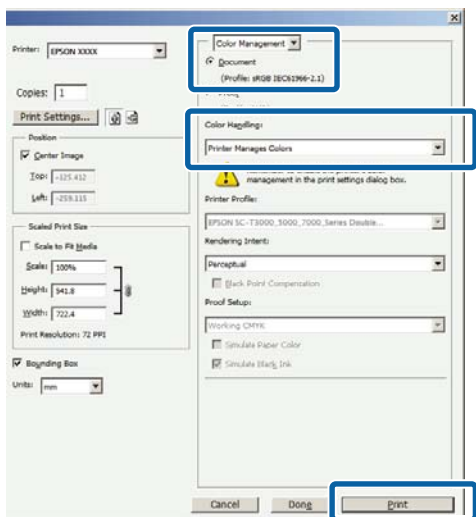 Printer: EPSON XXXX
Copies: 1
Print Settings...
Position
Center Image
Top: -125.412
Left: -259.115
Scaled Print Size
Scale to Fit Media
Scale: 100%
Height: 541.8
Width: 722.4
Print Resolution: 72 PPI
Bounding Box
Units: mm
Color Management
Document
(Profile: sRGB IEC61966-2.1)
Color Handling:
Printer Manages Colors
management in the print settings dialog box.
Printer Profile:
EPSON SC-T3000_5000_7000_Series Double...
Rendering Intent:
Perceptual
Black Point Compensation
Proof Setup:
Working CMYK
Simulate Paper Color
Simulate Black Ink
Cancel
Done
Print